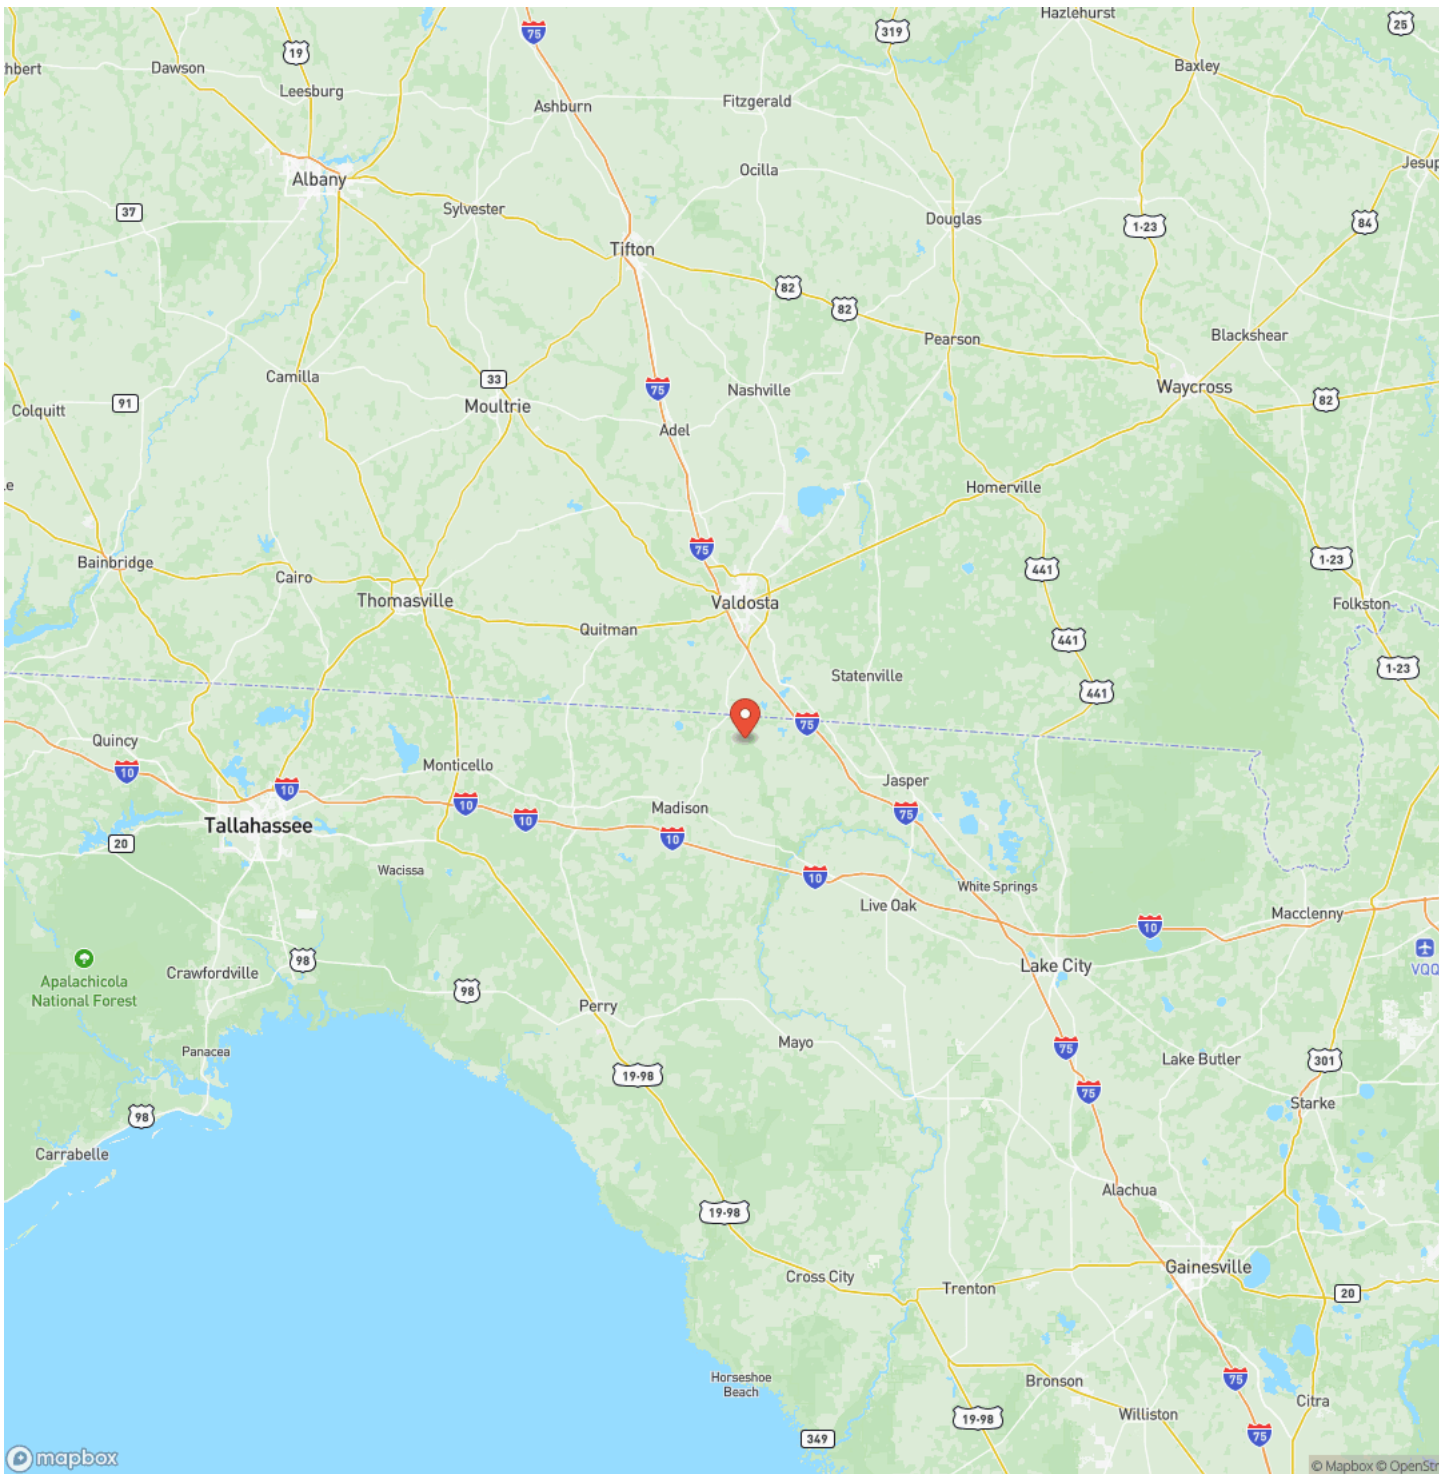 Hazlehurst
25
75
319
19
thbert
Dawson
Baxley
Leesburg
Ashburn
Fitzgerald
Jesup
Albany
Ocilla
Sylvester
37
Douglas
1-23
84
Tifton
82
82
Pearson
Blackshear
Camilla
33
75
Nashville
Waycross
82
91
Colquitt
Moultrie
Adel
Homerville
75
Bainbridge
Cairo
441
1-23
Thomasville
Valdosta
Folkston
Quitman
441
Statenville
1-23
441
75
Quincy
10
Monticello
Jasper
10
10
Madison
75
10
Tallahassee
10
20
Wacissa
10
White Springs
Live Oak
Macclenny
10
98
VQQ
Apalachicola
National Forest
Crawfordville
98
Lake City
Perry
Mayo
75
Panacea
Lake Butler
301
19-98
75
98
Starke
Carrabelle
Alachua
19-98
Gainesville
Cross City
Trenton
20
Horseshoe
Beach
Bronson
75
Citra
Williston
19-98
349
75
mapbox
© Mapbox © OpenStr